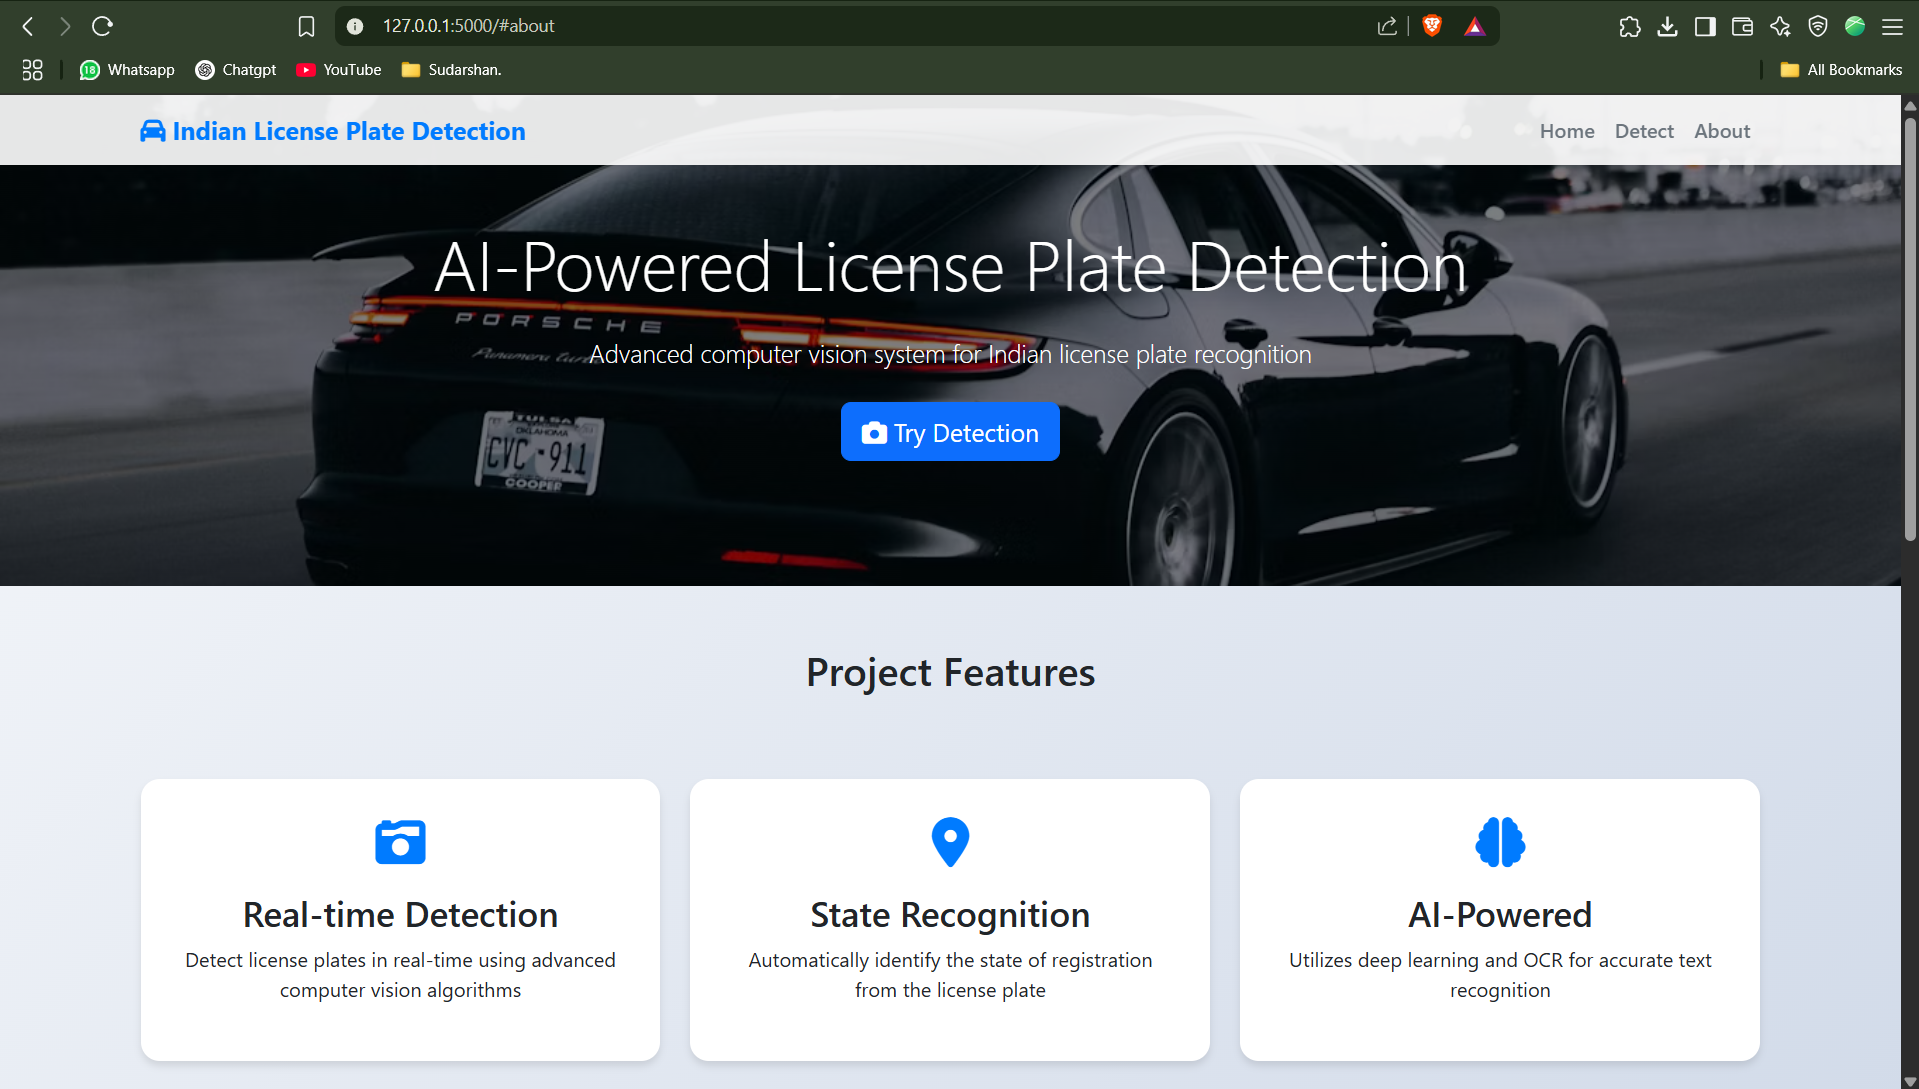 127.0.0.1:5000/#about
18 Whatsapp Chatgpt YouTube Sudarshan. All Bookmarks
Indian License Plate Detection Home Detect About
AI-Powered License Plate Detection
PORSCHE
Panamera turbo
Advanced computer vision system for Indian license plate recognition
Try Detection
TULSA
OKLAHOMA
CVC-911
COOPER
Project Features
Real-time Detection
Detect license plates in real-time using advanced
computer vision algorithms
State Recognition
Automatically identify the state of registration
from the license plate
AI-Powered
Utilizes deep learning and OCR for accurate text
recognition